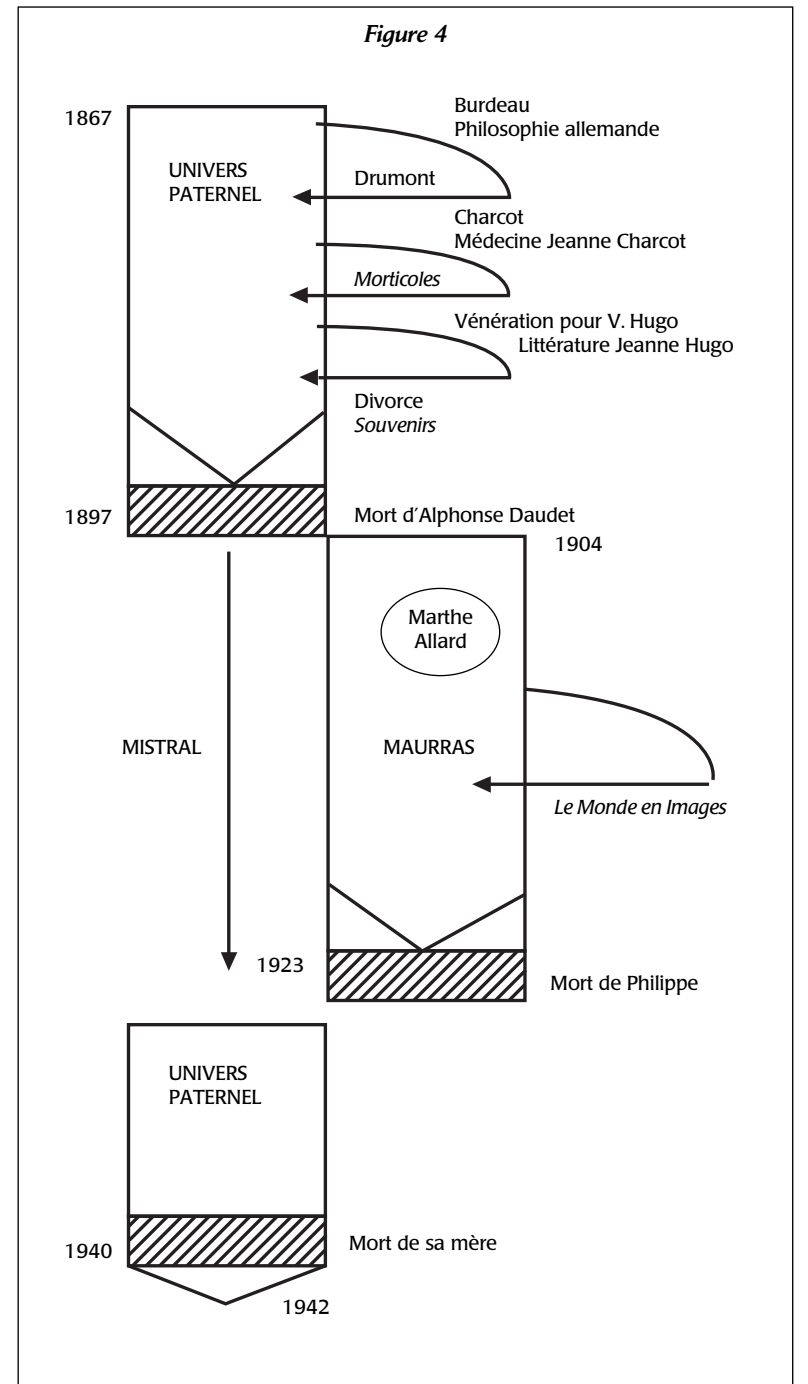 Figure 4
1867
Burdeau
Philosophie allemande
UNIVERS
PATERNEL
Drumont
Charcot
Médecine Jeanne Charcot
Morticoles
Vénération pour V. Hugo
Littérature Jeanne Hugo
Divorce
Souvenirs
1897
Mort d'Alphonse Daudet
1904
Marthe
Allard
MISTRAL
MAURRAS
Le Monde en Images
1923
Mort de Philippe
UNIVERS
PATERNEL
1940
Mort de sa mère
1942